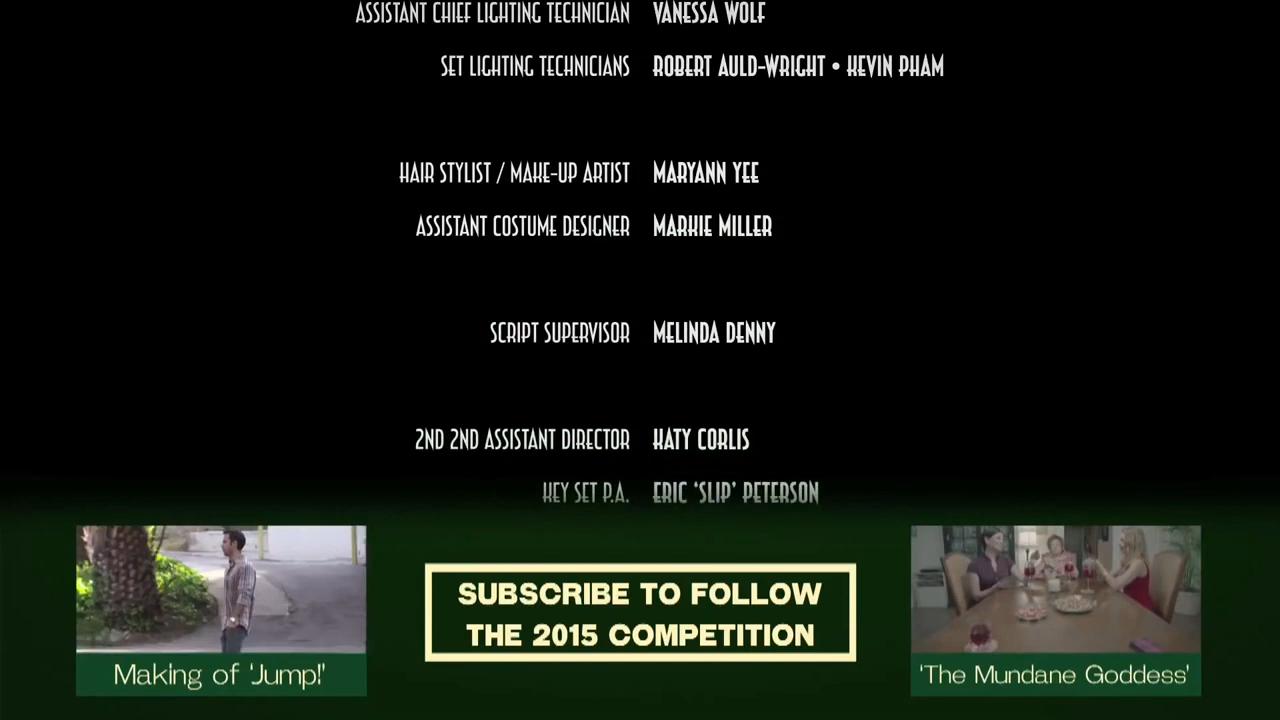 ASSISTANT CHIEF LIGHTING TECHNICIAN VANESSA WOLF
SET LIGHTING TECHNICIANS ROBERT AULD-WRIGHT • KEVIN PHAM
HAIR STYLIST / MAKE-UP ARTIST MARYANN YEE
ASSISTANT COSTUME DESIGNER MARKIE MILLER
SCRIPT SUPERVISOR MELINDA DENNY
2ND 2ND ASSISTANT DIRECTOR KATY CORLIS
KEY SET P.A. ERIC ‘SLIP’ PETERSON
SUBSCRIBE TO FOLLOW
THE 2015 COMPETITION
Making of 'Jump!'
'The Mundane Goddess'